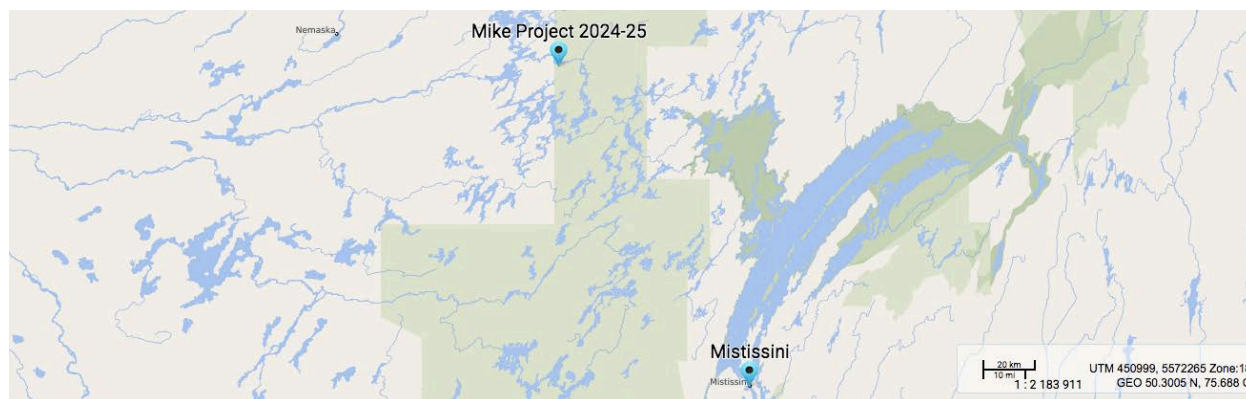 Nemaska
Mike Project 2024-25
Mistissini
Mistissini
20 km
10 mi
1 : 2 183 911
UTM 450999, 5572265 Zone:18
GEO 50.3005 N, 75.688 O